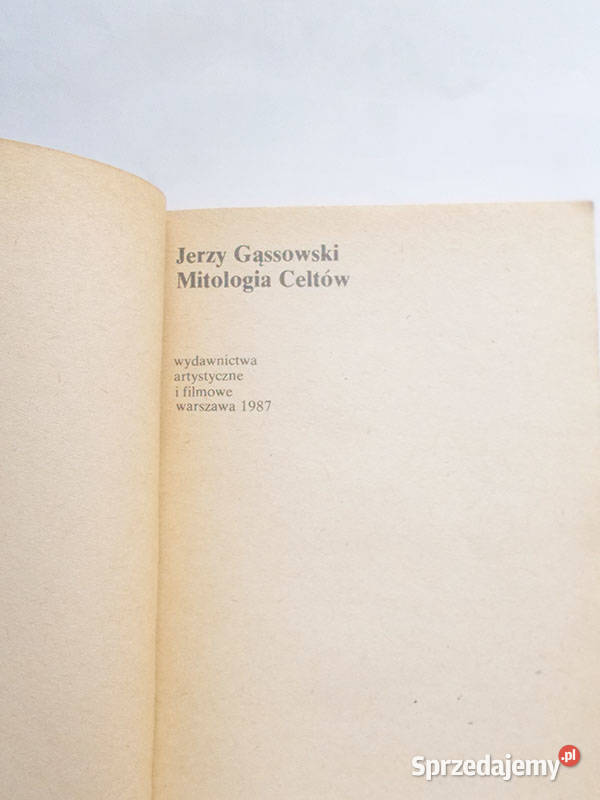 Jerzy Gąssowski
Mitologia Celtów
wydawnictwa
artystyczne
i filmowe
warszawa 1987
Sprzedajemy.pl